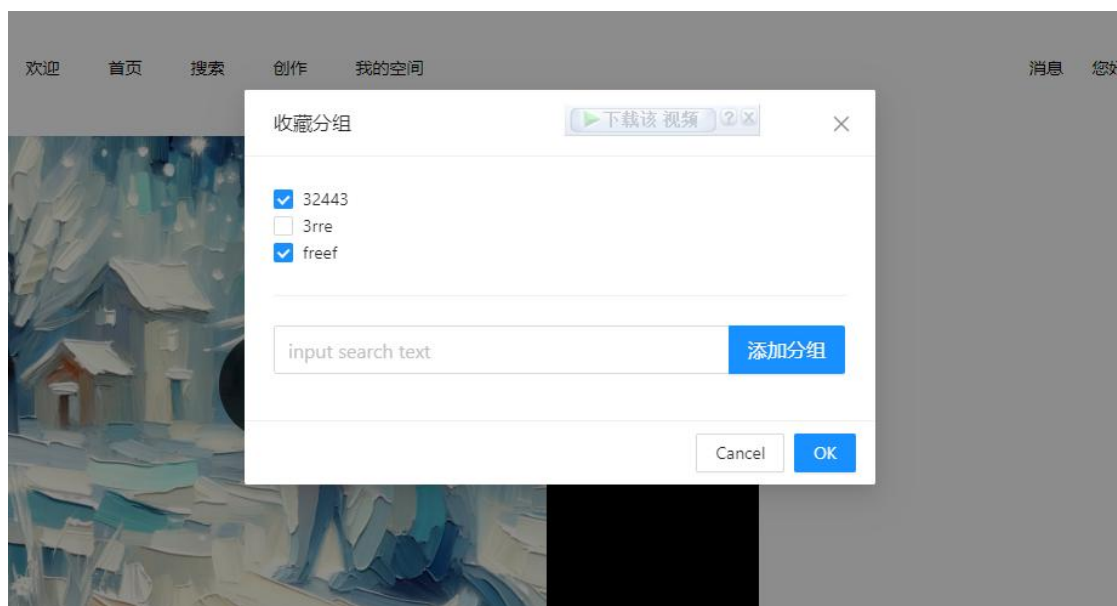 欢迎 首页 搜索 创作 我的空间 消息 您好
收藏分组 下载该 视频 ?
32443
3rre
freef
input search text 添加分组
Cancel OK